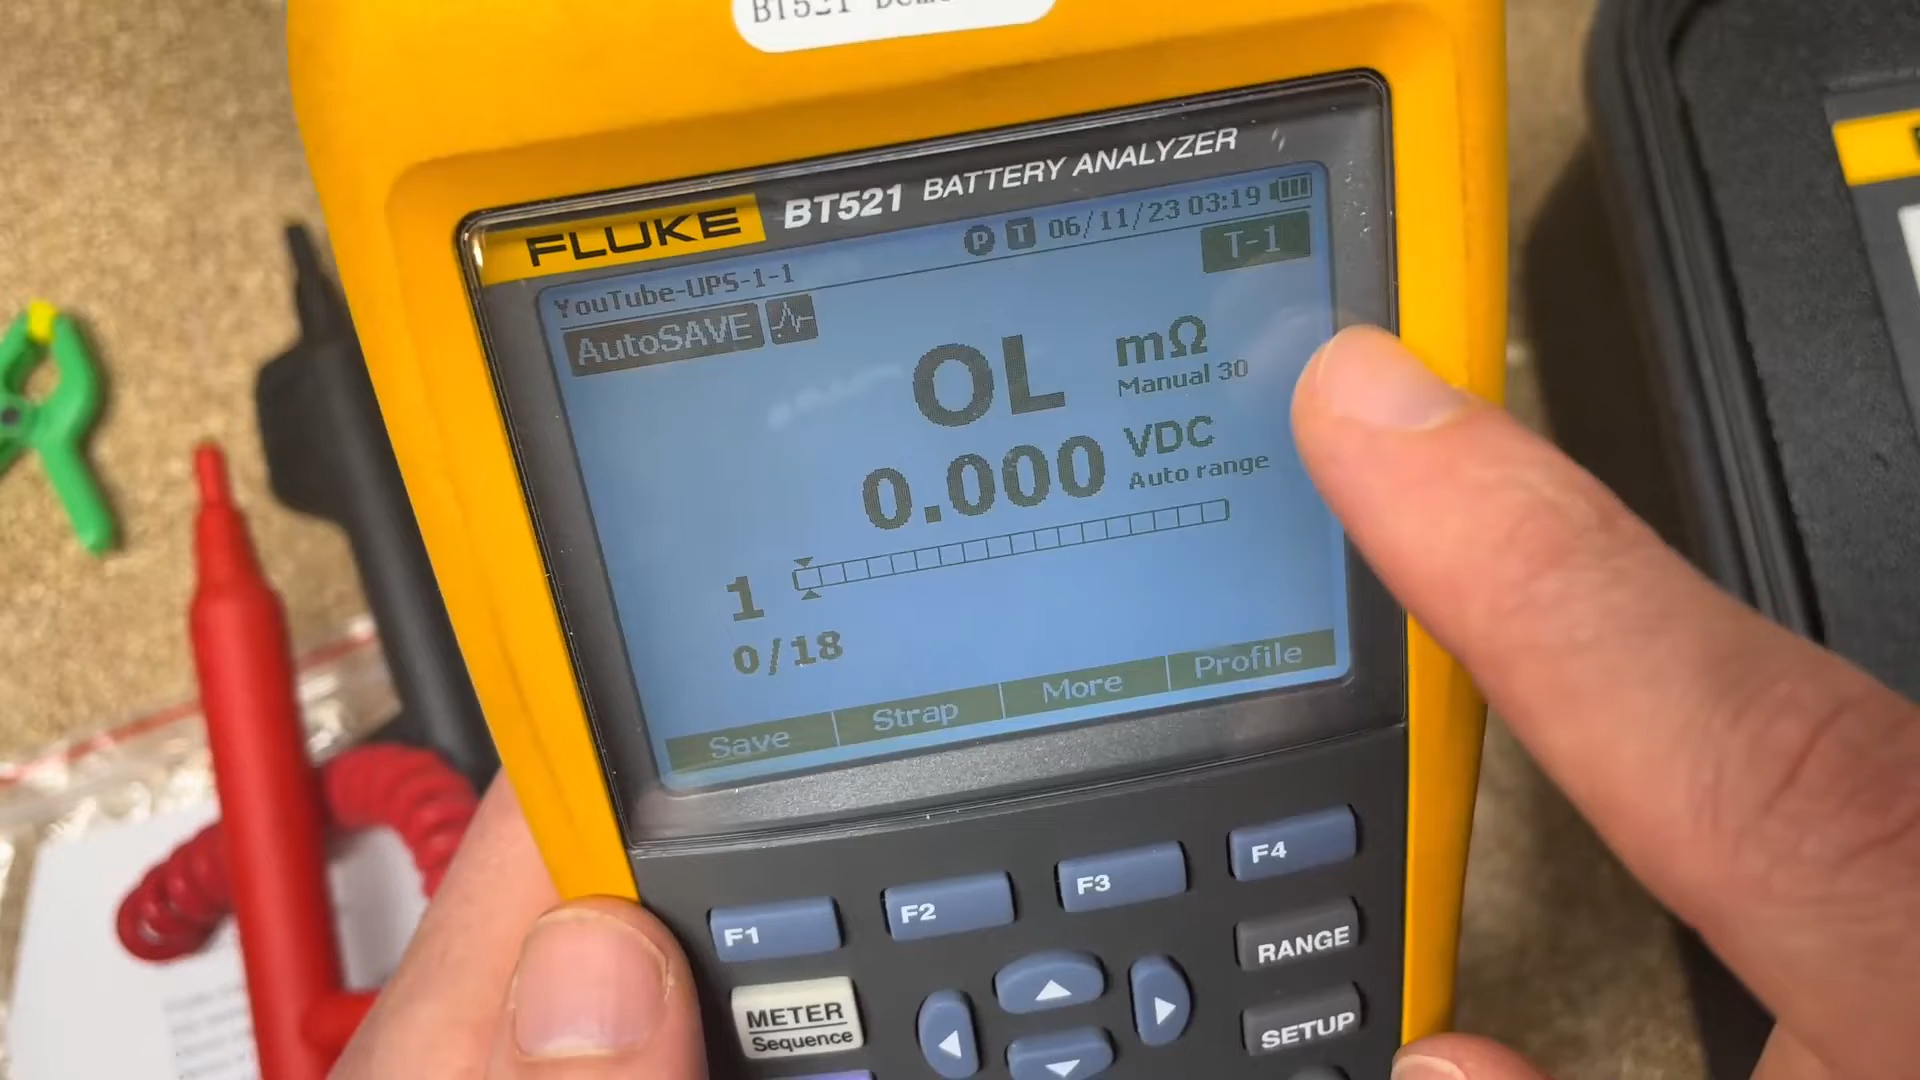 BT521
FLUKE BT521 BATTERY ANALYZER
P T 06/11/23 03:19
YouTube-UPS-1-1
T-1
AutoSAVE
OL mΩ
Manual 30
0.000 VDC
Auto range
1
0/18
Save Strap More Profile
F1 F2 F3 F4
RANGE
METER
Sequence
SETUP